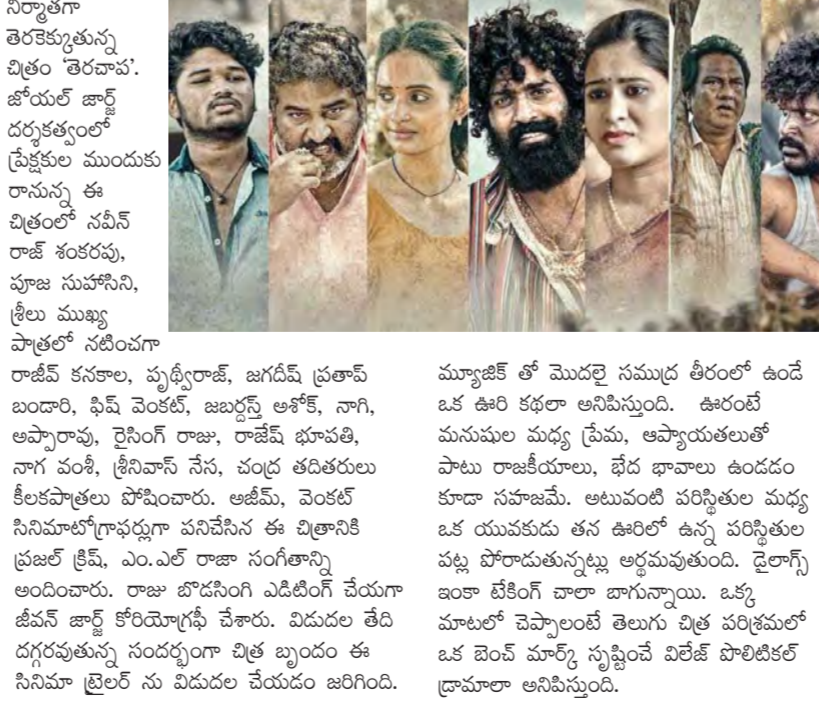 నిర్మాతగా
తెరకెక్కుతున్న
చిత్రం ‘తెరచాప’.
జోయల్ జార్జ్
దర్శకత్వంలో
ప్రేక్షకుల ముందుకు
రానున్న ఈ
చిత్రంలో నవీన్
రాజ్ శంకరపు,
పూజ సుహాసిని,
శ్రీలు ముఖ్య
పాత్రలో నటించగా
రాజీవ్ కనకాల, పృథ్వీరాజ్, జగదీష్ ప్రతాప్
బండారి, ఫిష్ వెంకట్, జబర్దస్త్ అశోక్, నాగి,
అప్పారావు, రైసింగ్ రాజు, రాజేష్ భూపతి,
నాగ వంశీ, శ్రీనివాస్ నేస, చంద్ర తదితరులు
కీలకపాత్రలు పోషించారు. అజీమ్, వెంకట్
సినిమాటోగ్రాఫర్లుగా పనిచేసిన ఈ చిత్రానికి
ప్రజల్ క్రిష్, ఎం.ఎల్ రాజా సంగీతాన్ని
అందించారు. రాజు బొడసింగి ఎడిటింగ్ చేయగా
జీవన్ జార్జ్ కోరియోగ్రఫీ చేశారు. విడుదల తేది
దగ్గరవుతున్న సందర్భంగా చిత్ర బృందం ఈ
సినిమా ట్రైలర్ ను విడుదల చేయడం జరిగింది.
మ్యూజిక్ తో మొదలై సముద్ర తీరంలో ఉండే
ఒక ఊరి కథలా అనిపిస్తుంది. ఊరంటే
మనుషుల మధ్య ప్రేమ, ఆప్యాయతలుతో
పాటు రాజకీయాలు, భేద భావాలు ఉండడం
కూడా సహజమే. అటువంటి పరిస్థితుల మధ్య
ఒక యువకుడు తన ఊరిలో ఉన్న పరిస్థితుల
పట్ల పోరాడుతున్నట్లు అర్థమవుతుంది. డైలాగ్స్
ఇంకా టేకింగ్ చాలా బాగున్నాయి. ఒక్క
మాటలో చెప్పాలంటే తెలుగు చిత్ర పరిశ్రమలో
ఒక బెంచ్ మార్క్ సృష్టించే విలేజ్ పొలిటికల్
డ్రామాలా అనిపిస్తుంది.